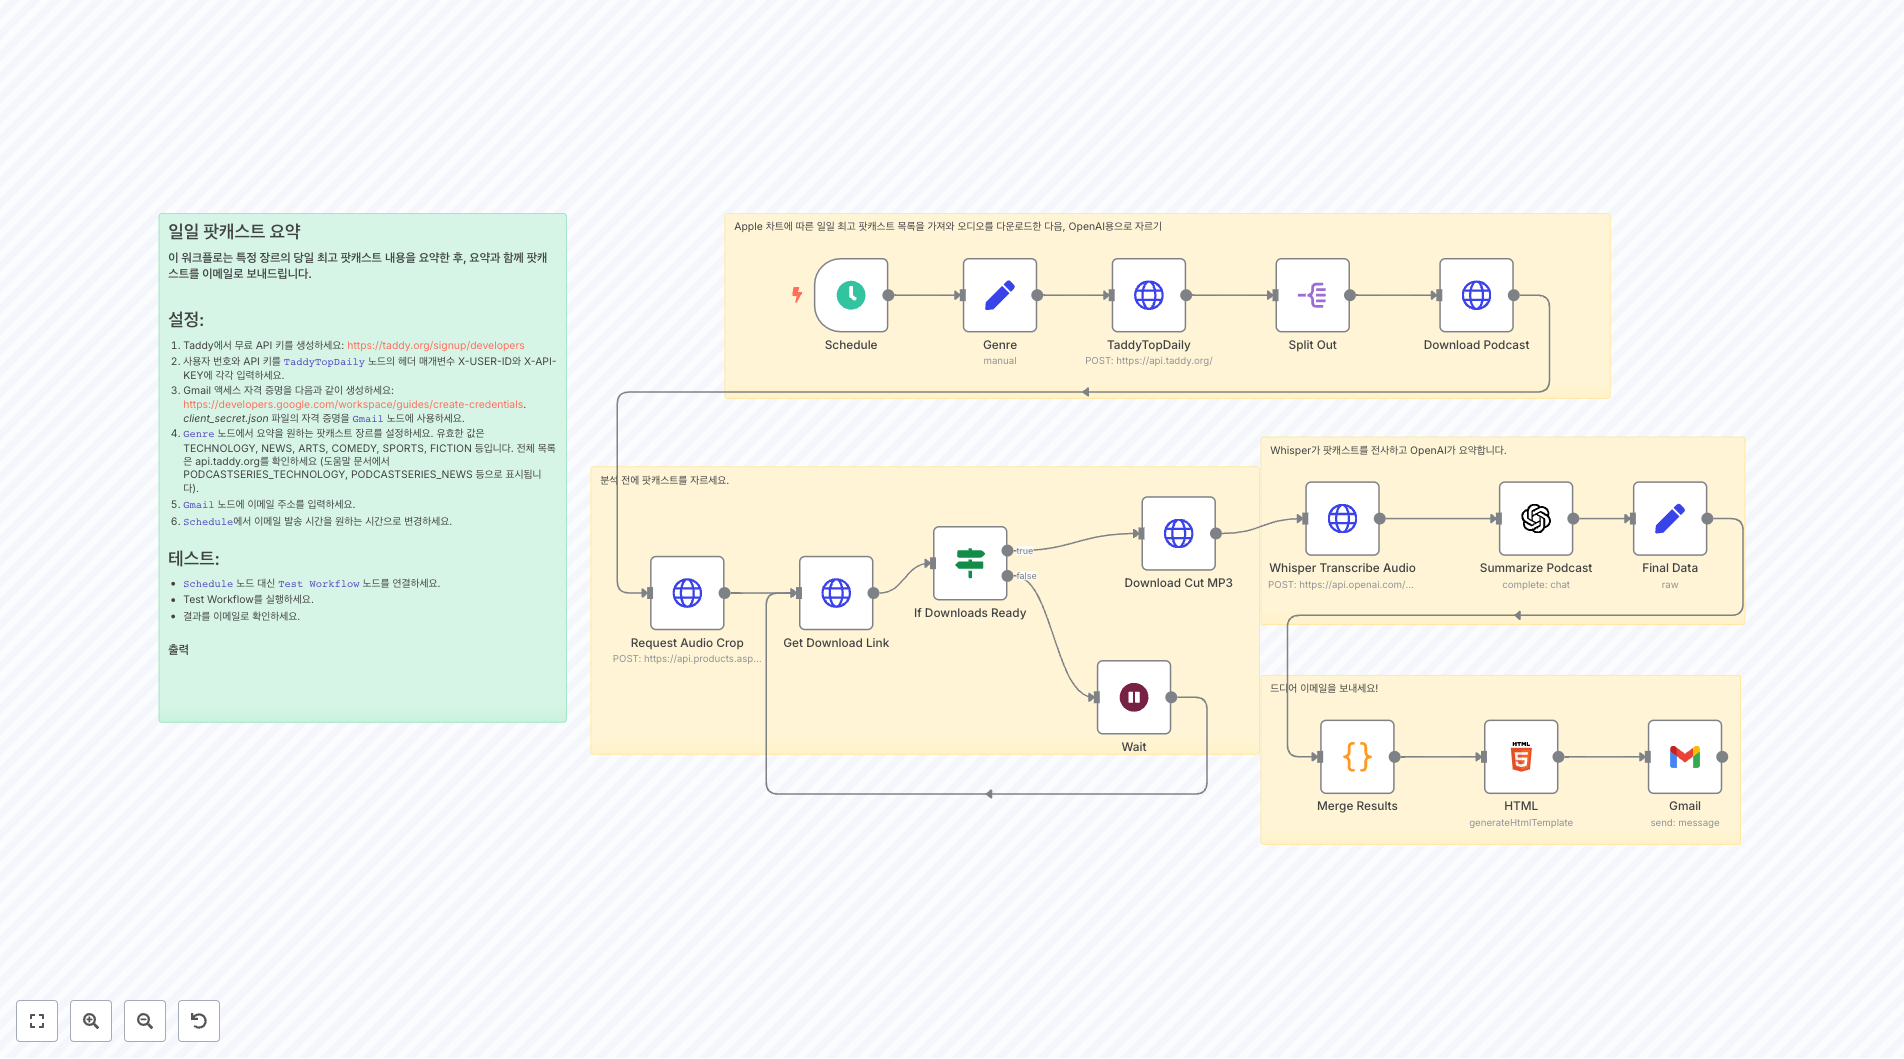 일일 팟캐스트 요약
이 워크플로는 특정 장르의 당일 최고 팟캐스트 내용을 요약한 후, 요약과 함께 팟캐
스트를 이메일로 보내드립니다.
설정:
1. Taddy에서 무료 API 키를 생성하세요: https://taddy.org/signup/developers
2. 사용자 번호와 API 키를 TaddyTopDaily 노드의 헤더 매개변수 X-USER-ID와 X-API-
KEY에 각각 입력하세요.
3. Gmail 액세스 자격 증명을 다음과 같이 생성하세요:
https://developers.google.com/workspace/guides/create-credentials.
client_secret.json 파일의 자격 증명을 Gmail 노드에 사용하세요.
4. Genre 노드에서 요약을 원하는 팟캐스트 장르를 설정하세요. 유효한 값은
TECHNOLOGY, NEWS, ARTS, COMEDY, SPORTS, FICTION 등입니다. 전체 목록
은 api.taddy.org를 확인하세요 (도움말 문서에서
PODCASTSERIES_TECHNOLOGY, PODCASTSERIES_NEWS 등으로 표시됩니
다).
5. Gmail 노드에 이메일 주소를 입력하세요.
6. Schedule에서 이메일 발송 시간을 원하는 시간으로 변경하세요.
테스트:
• Schedule 노드 대신 Test Workflow 노드를 연결하세요.
• Test Workflow를 실행하세요.
• 결과를 이메일로 확인하세요.
출력
Apple 차트에 따른 일일 최고 팟캐스트 목록을 가져와 오디오를 다운로드한 다음, OpenAI용으로 자르기
Schedule
Genre
manual
TaddyTopDaily
POST: https://api.taddy.org/
Split Out
Download Podcast
분석 전에 팟캐스트를 자르세요.
Request Audio Crop
POST: https://api.products.asp...
Get Download Link
If Downloads Ready
true
false
Download Cut MP3
Wait
Whisper가 팟캐스트를 전사하고 OpenAI가 요약합니다.
Whisper Transcribe Audio
POST: https://api.openai.com/...
Summarize Podcast
complete: chat
Final Data
raw
드디어 이메일을 보내세요!
Merge Results
HTML
HTML
generateHtmlTemplate
Gmail
send: message